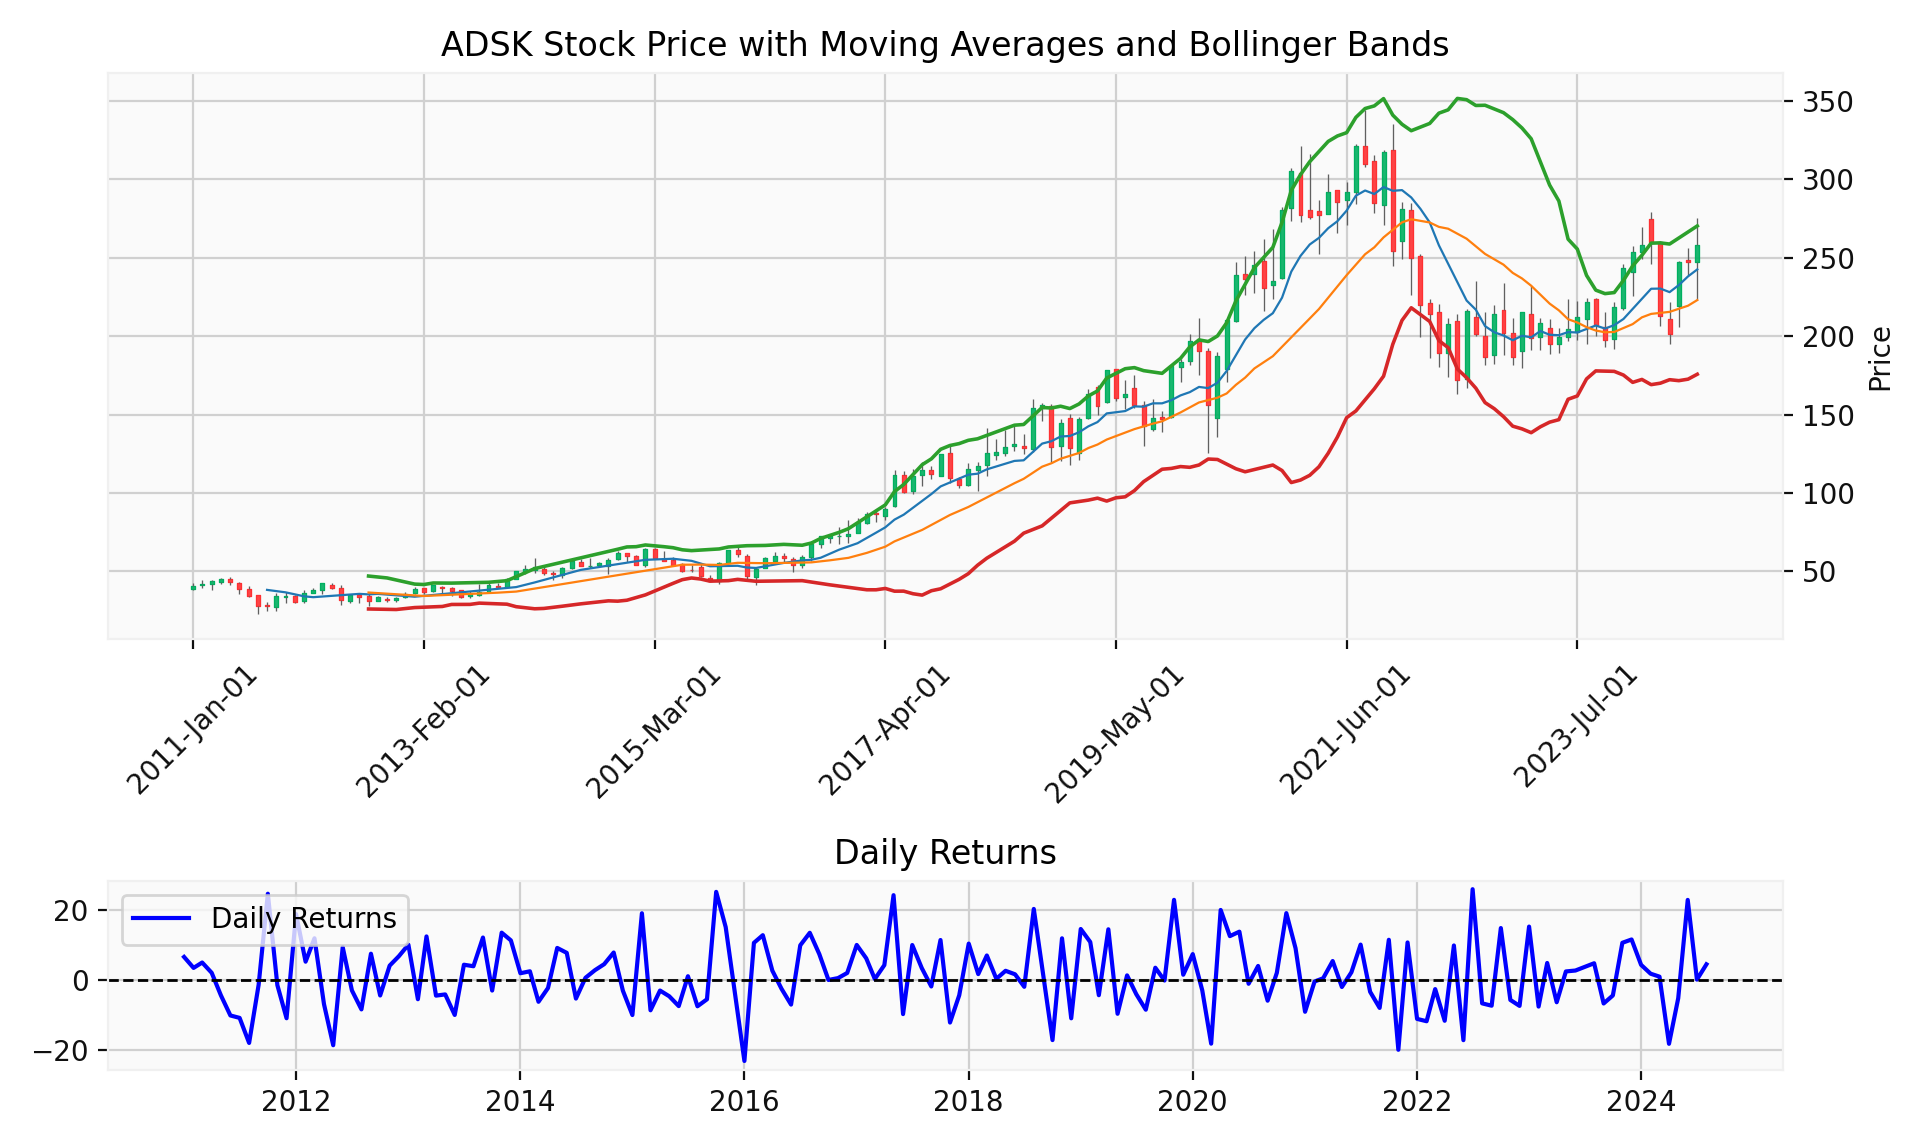 ADSK Stock Price with Moving Averages and Bollinger Bands
350
300
250
200
150
100
50
Price
2011-Jan-01
2013-Feb-01
2015-Mar-01
2017-Apr-01
2019-May-01
2021-Jun-01
2023-Jul-01
Daily Returns
20
0
−20
Daily Returns
2012
2014
2016
2018
2020
2022
2024